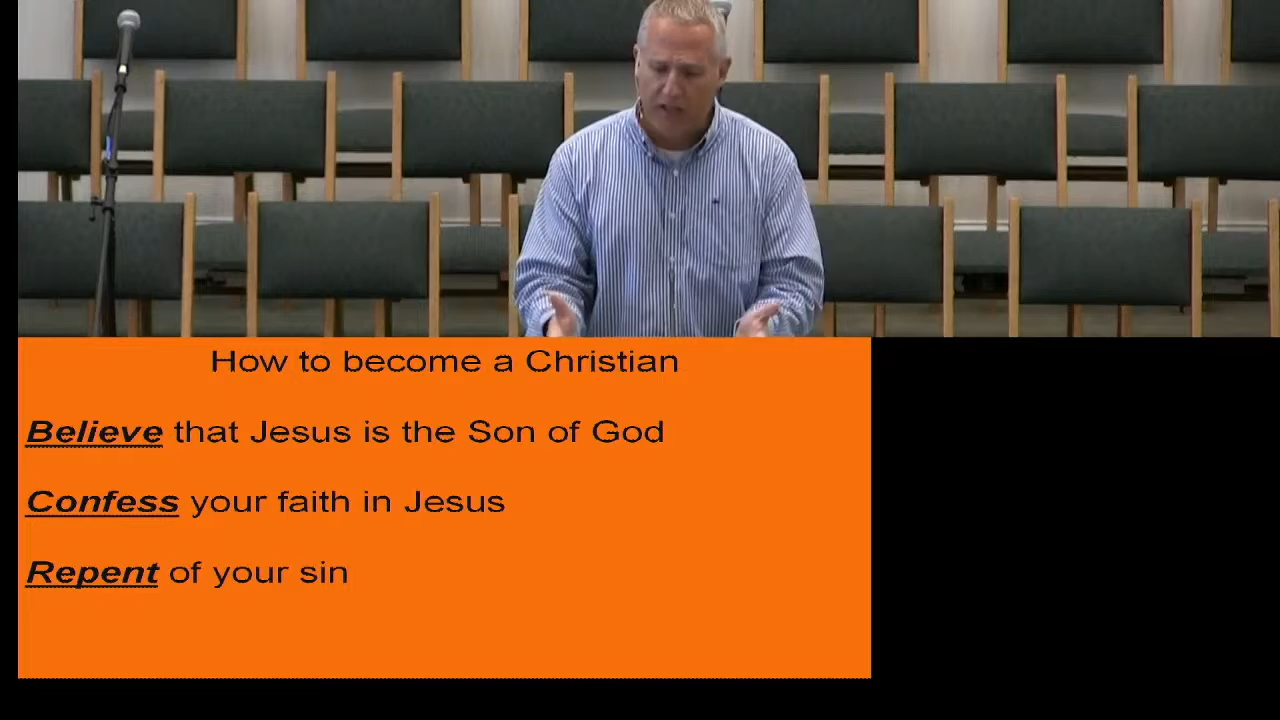 How to become a Christian
Believe that Jesus is the Son of God
Confess your faith in Jesus
Repent of your sin